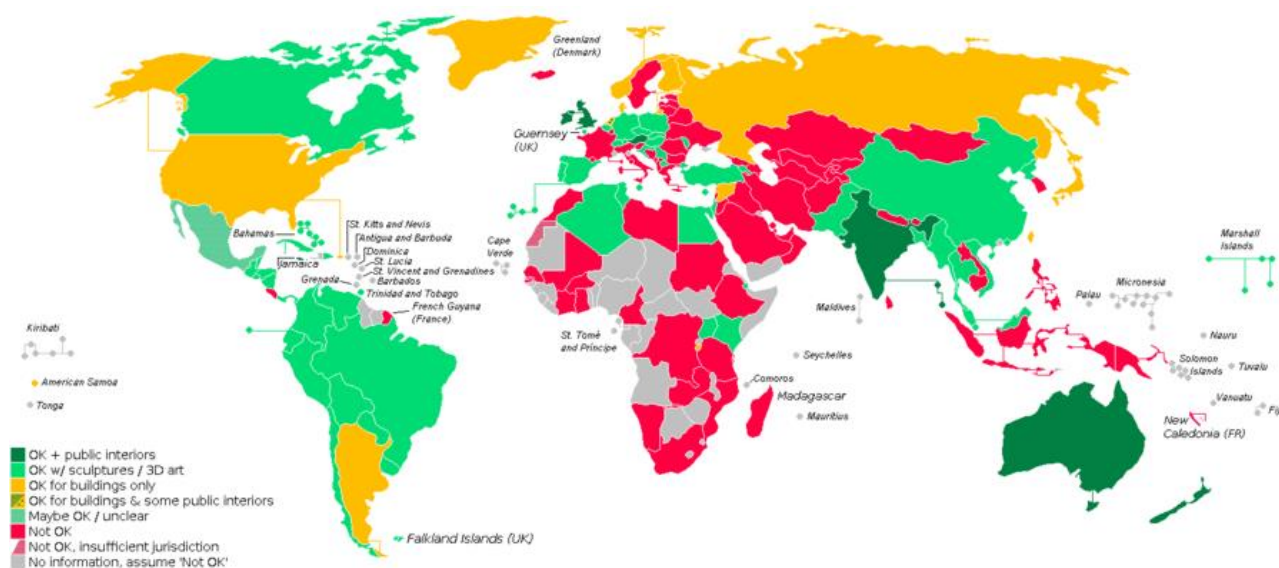 Greenland
(Denmark)
Guernsey
(UK)
St. Kitts and Nevis
Bahamas
Antigua and Barbuda
Dominica
Jamaica
St. Lucia
St. Vincent and Grenadines
Grenada
Barbados
Trinidad and Tobago
French Guyana
(France)
Cape
Verde
Marshall
Islands
Micronesia
Palau
Maldives
Kiribati
St. Tomé
and Príncipe
Nauru
Seychelles
Solomon
Islands
Tuvalu
American Samoa
Comoros
Madagascar
Tonga
Mauritius
Vanuatu
Fij
New
Caledonia (FR)
OK + public interiors
OK w/ sculptures / 3D art
OK for buildings only
OK for buildings & some public interiors
Maybe OK / unclear
Not OK
Not OK, insufficient jurisdiction
No information, assume 'Not OK'
Falkland Islands (UK)